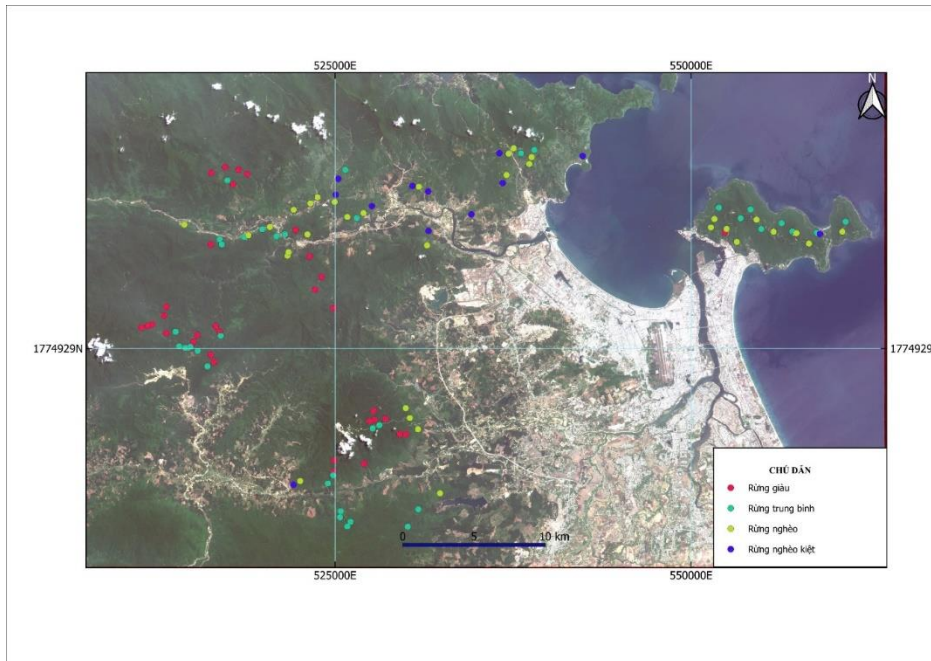 525000E 550000E
N
1774929N 1774929
CHÚ DẪN
Rừng giàu
Rừng trung bình
Rừng nghèo
Rừng nghèo kiệt
0 5 10 km
525000E 550000E